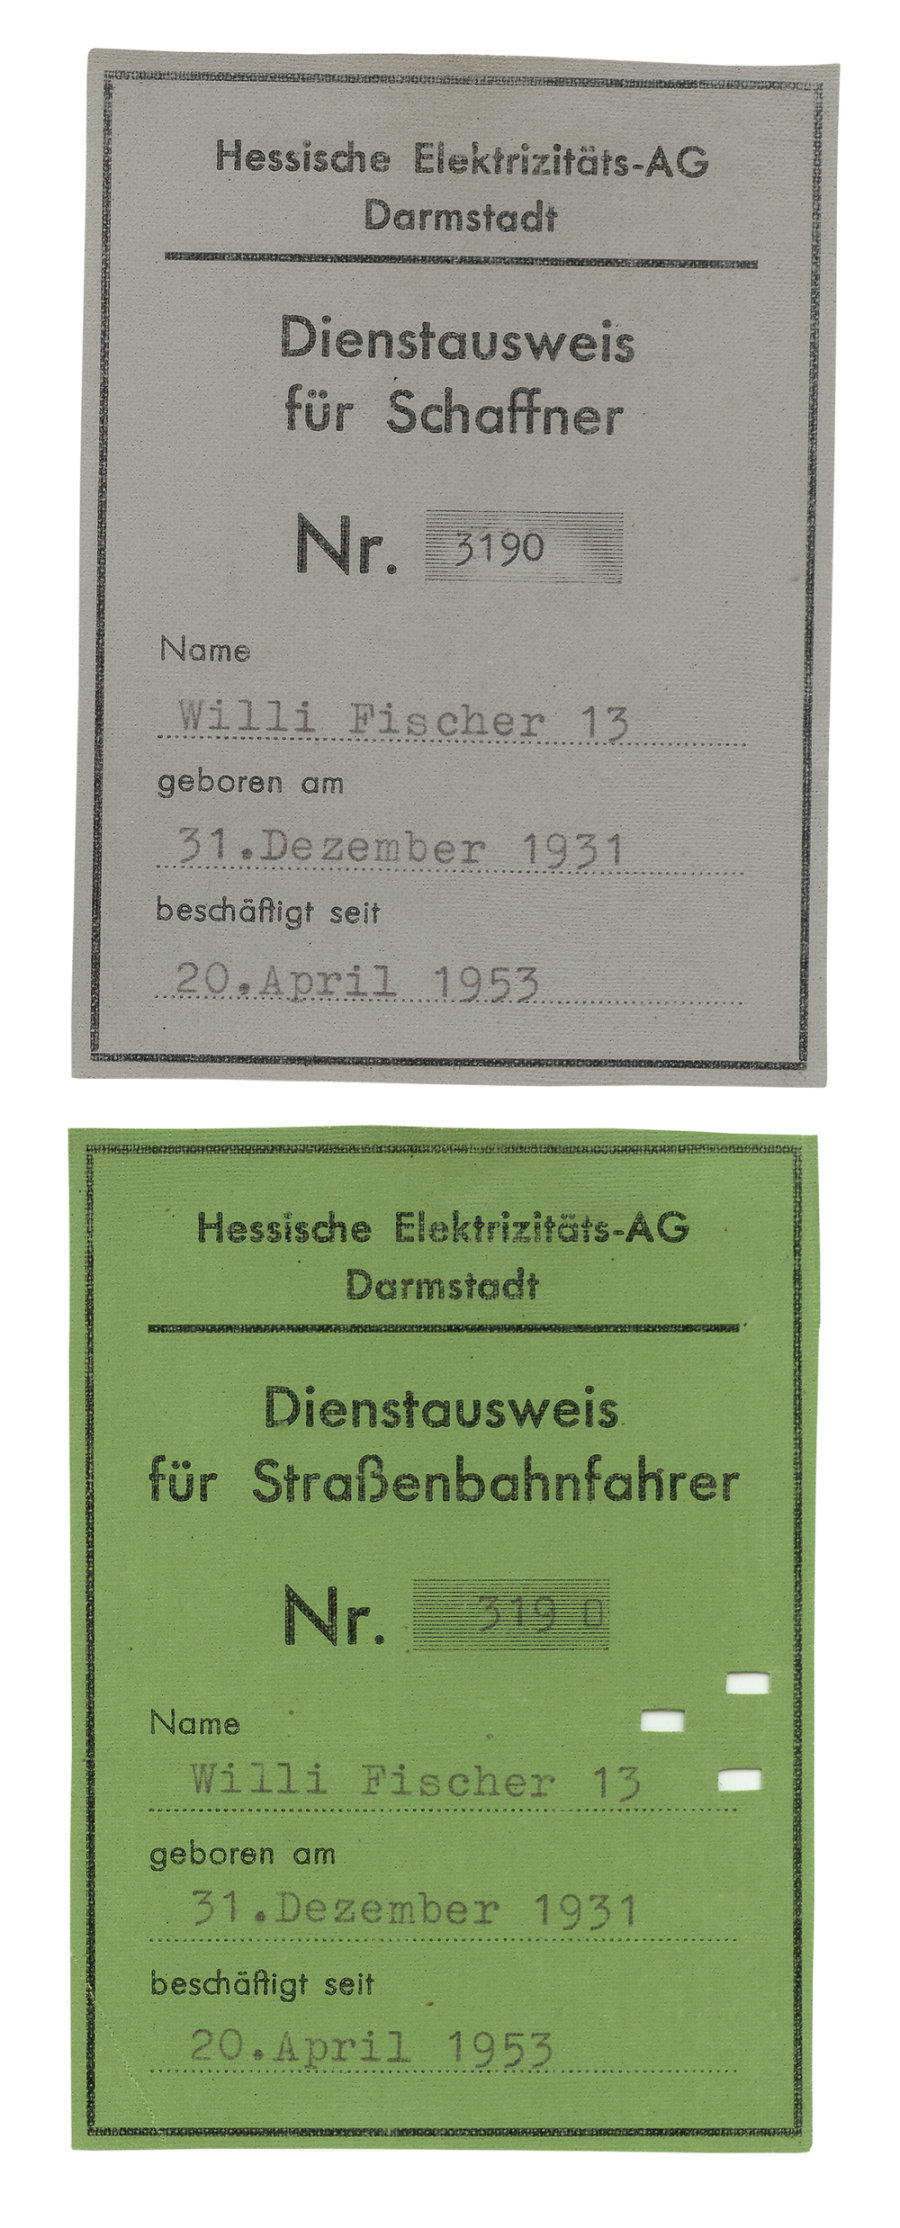 Hessische Elektrizitäts-AG
Darmstadt
Dienstausweis
für Schaffner
Nr. 3190
Name
Willi Fischer 13
geboren am
31.Dezember 1931
beschäftigt seit
20.April 1953
Hessische Elektrizitäts-AG
Darmstadt
Dienstausweis
für Straßenbahnfahrer
Nr. 3190
Name
Willi Fischer 13
geboren am
31.Dezember 1931
beschäftigt seit
20.April 1953